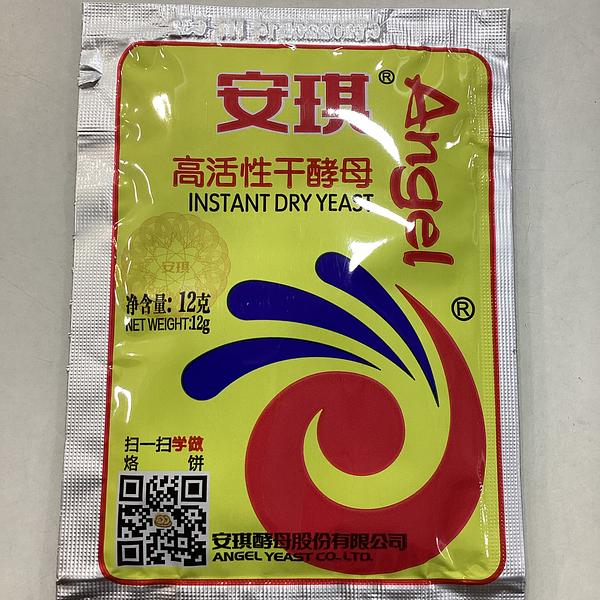 安琪®
Angel
高活性干酵母
INSTANT DRY YEAST
安琪
®
净含量: 12克
NET WEIGHT:12g
扫一扫学做
烙 饼
安琪酵母股份有限公司
ANGEL YEAST CO., LTD.